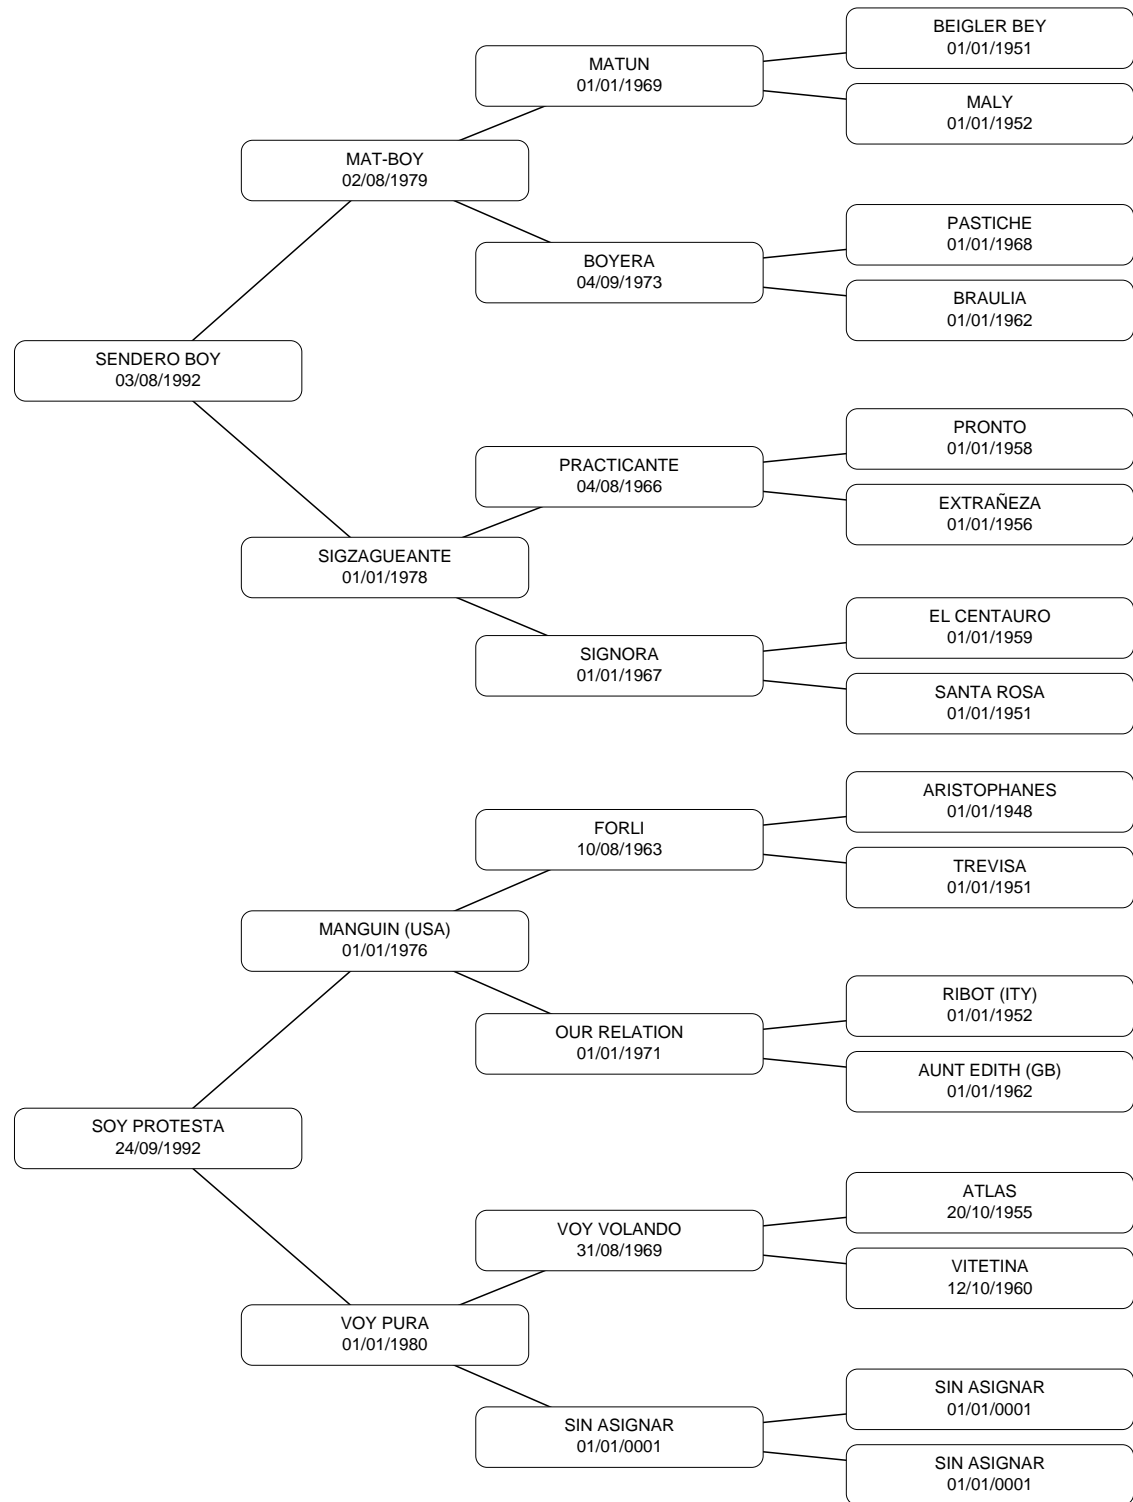 BEIGLER BEY
01/01/1951
MATUN
01/01/1969
MALY
01/01/1952
MAT-BOY
02/08/1979
PASTICHE
01/01/1968
BOYERA
04/09/1973
BRAULIA
01/01/1962
SENDERO BOY
03/08/1992
PRONTO
01/01/1958
PRACTICANTE
04/08/1966
EXTRAÑEZA
01/01/1956
SIGZAGUEANTE
01/01/1978
EL CENTAURO
01/01/1959
SIGNORA
01/01/1967
SANTA ROSA
01/01/1951
ARISTOPHANES
01/01/1948
FORLI
10/08/1963
TREVISA
01/01/1951
MANGUIN (USA)
01/01/1976
RIBOT (ITY)
01/01/1952
OUR RELATION
01/01/1971
AUNT EDITH (GB)
01/01/1962
SOY PROTESTA
24/09/1992
ATLAS
20/10/1955
VOY VOLANDO
31/08/1969
VITETINA
12/10/1960
VOY PURA
01/01/1980
SIN ASIGNAR
01/01/0001
SIN ASIGNAR
01/01/0001
SIN ASIGNAR
01/01/0001